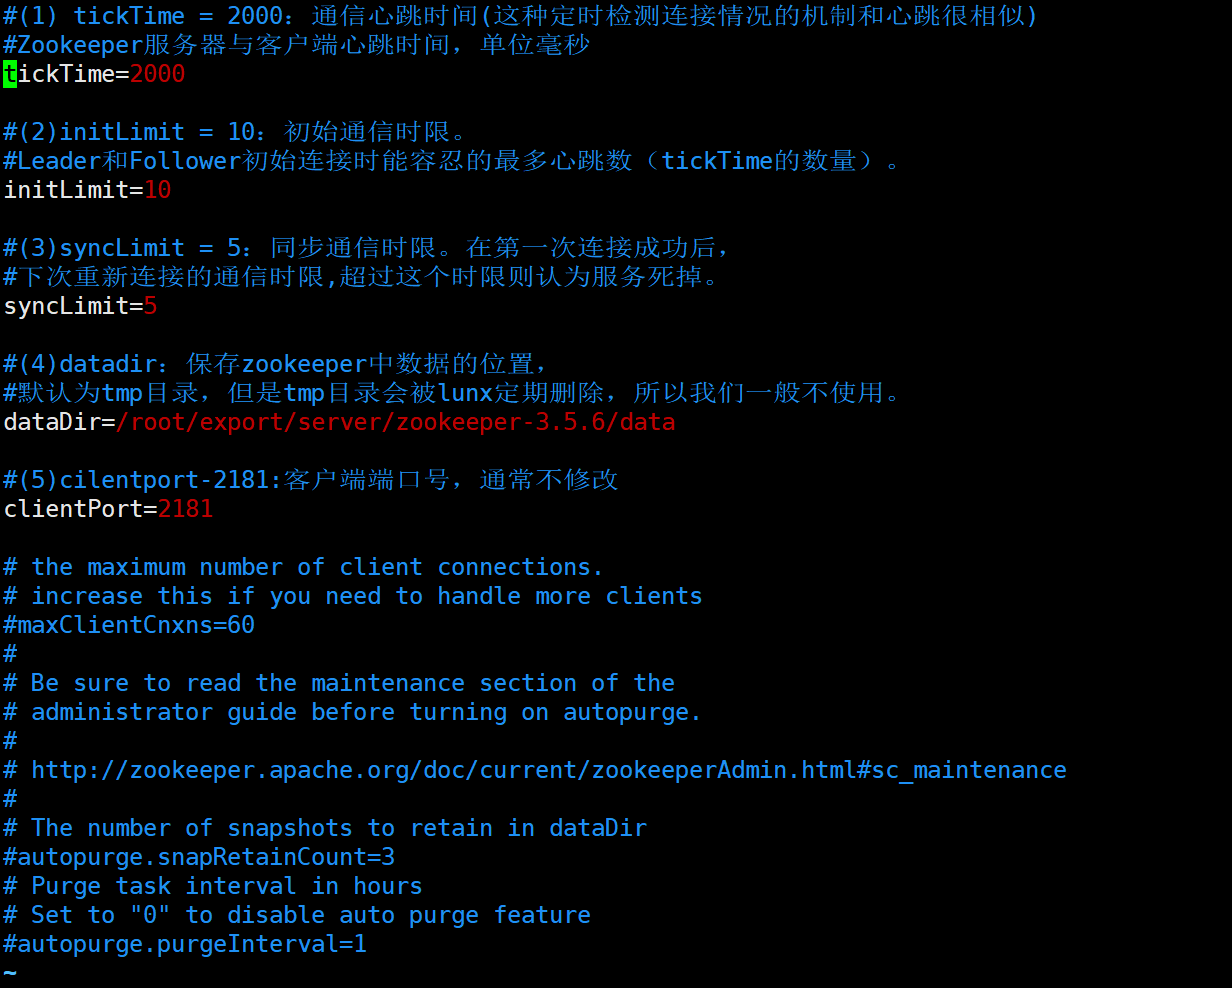 #(1) tickTime = 2000：通信心跳时间(这种定时检测连接情况的机制和心跳很相似)
#Zookeeper服务器与客户端心跳时间，单位毫秒
tickTime=2000
#(2)initLimit = 10：初始通信时限。
#Leader和Follower初始连接时能容忍的最多心跳数（tickTime的数量）。
initLimit=10
#(3)syncLimit = 5：同步通信时限。在第一次连接成功后，
#下次重新连接的通信时限,超过这个时限则认为服务死掉。
syncLimit=5
#(4)datadir：保存zookeeper中数据的位置，
#默认为tmp目录，但是tmp目录会被lunx定期删除，所以我们一般不使用。
dataDir=/root/export/server/zookeeper-3.5.6/data
#(5)cilentport-2181:客户端端口号，通常不修改
clientPort=2181
# the maximum number of client connections.
# increase this if you need to handle more clients
#maxClientCnxns=60
#
# Be sure to read the maintenance section of the
# administrator guide before turning on autopurge.
#
# http://zookeeper.apache.org/doc/current/zookeeperAdmin.html#sc_maintenance
#
# The number of snapshots to retain in dataDir
#autopurge.snapRetainCount=3
# Purge task interval in hours
# Set to "0" to disable auto purge feature
#autopurge.purgeInterval=1
~